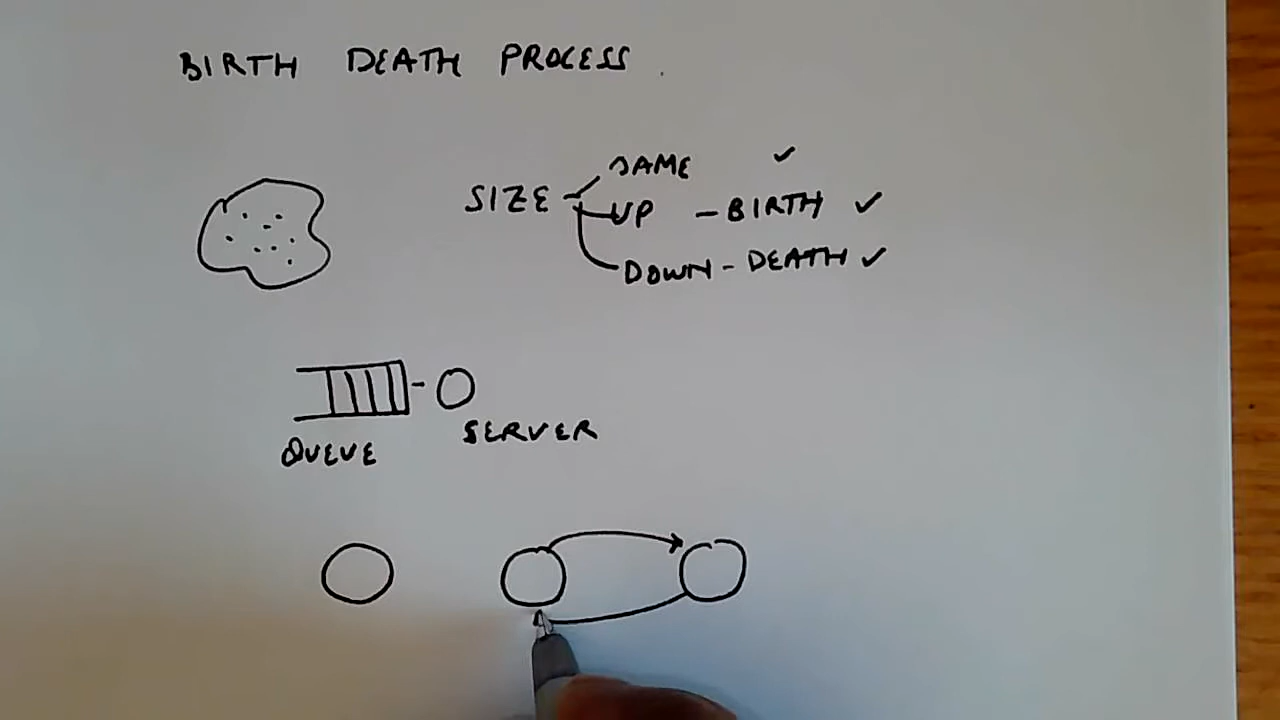 BIRTH DEATH PROCESS.
SAME
SIZE UP - BIRTH
DOWN - DEATH
QUEUE SERVER